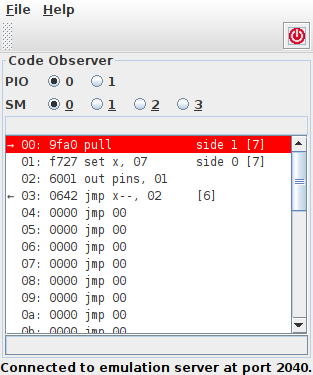 File Help
Code Observer
PIO 0 1
SM 0 1 2 3
→ 00: 9fa0 pull side 1 [7]
01: f727 set x, 07 side 0 [7]
02: 6001 out pins, 01
← 03: 0642 jmp x--, 02 [6]
04: 0000 jmp 00
05: 0000 jmp 00
06: 0000 jmp 00
07: 0000 jmp 00
08: 0000 jmp 00
09: 0000 jmp 00
0a: 0000 jmp 00
0b: 0000 jmp 00
Connected to emulation server at port 2040.